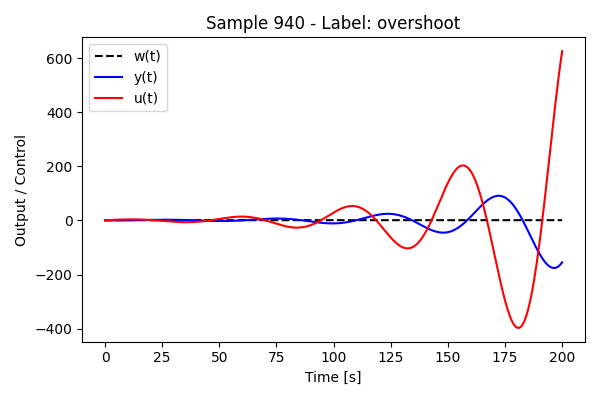 Sample 940 - Label: overshoot
w(t)
y(t)
u(t)
Output / Control
600
400
200
0
−200
−400
0 25 50 75 100 125 150 175 200
Time [s]